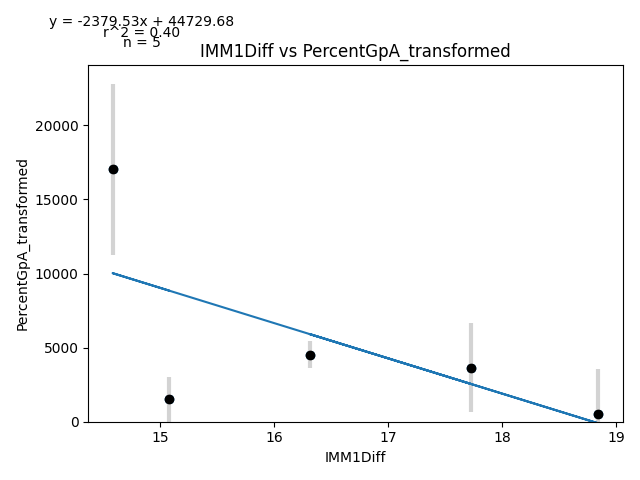 y = -2379.53x + 44729.68
r^2 = 0.40
n = 5
IMM1Diff vs PercentGpA_transformed
PercentGpA_transformed
20000
15000
10000
5000
0
15 16 17 18 19
IMM1Diff